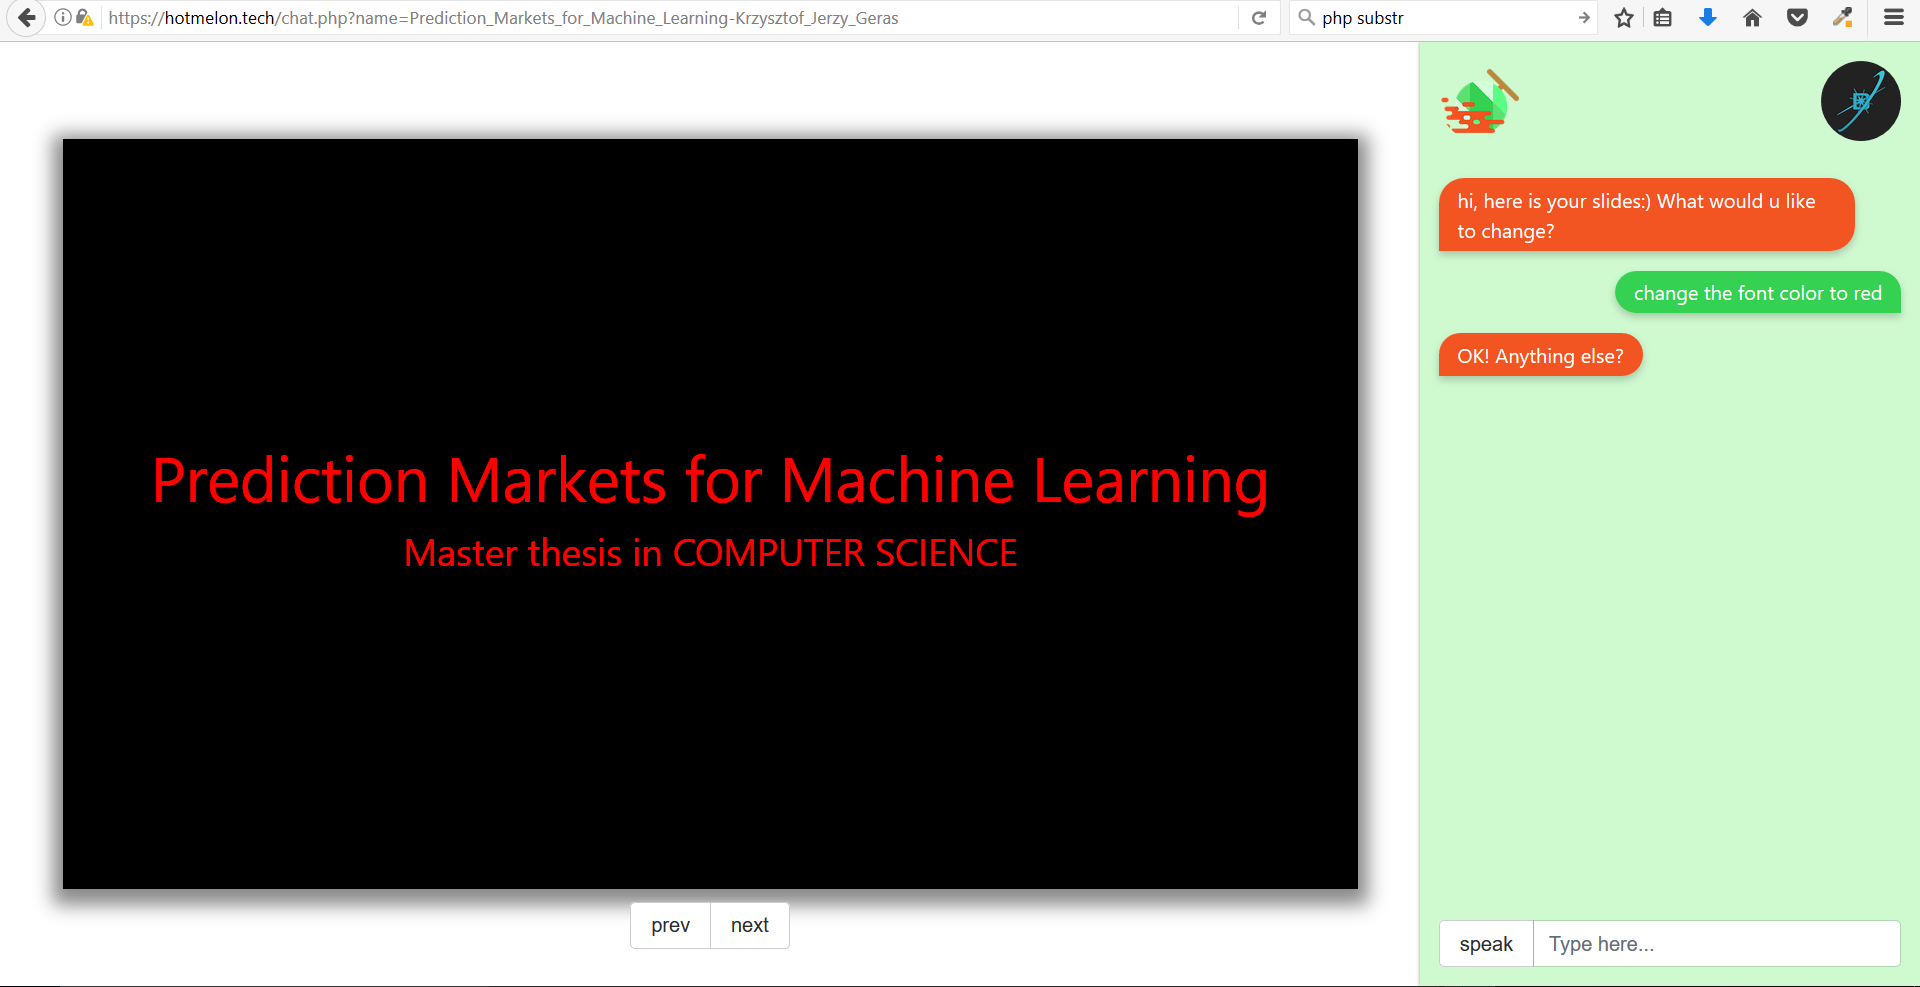 https://hotmelon.tech/chat.php?name=Prediction_Markets_for_Machine_Learning-Krzysztof_Jerzy_Geras
php substr
Prediction Markets for Machine Learning
Master thesis in COMPUTER SCIENCE
prev
next
hi, here is your slides:) What would u like
to change?
change the font color to red
OK! Anything else?
speak
Type here...